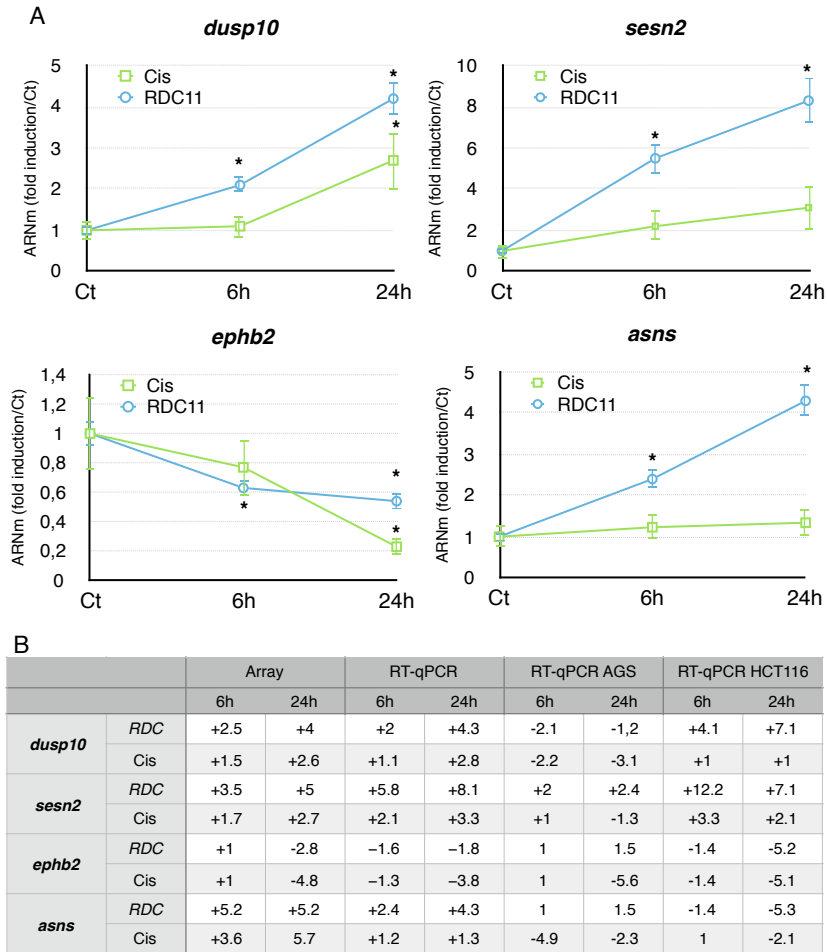 A
dusp10
ARNm (fold induction/Ct)
5
4
3
2
1
0
Cis
RDC11
*
*
*
Ct 6h 24h
sesn2
ARNm (fold induction/Ct)
10
8
6
4
2
0
Cis
RDC11
*
*
Ct 6h 24h
ephb2
ARNm (fold induction/Ct)
1,4
1,2
1
0,8
0,6
0,4
0,2
0
Cis
RDC11
*
*
*
Ct 6h 24h
asns
ARNm (fold induction/Ct)
5
4
3
2
1
0
Cis
RDC11
*
*
Ct 6h 24h
B
Array RT-qPCR RT-qPCR AGS RT-qPCR HCT116
6h 24h 6h 24h 6h 24h 6h 24h
dusp10 RDC +2.5 +4 +2 +4.3 -2.1 -1,2 +4.1 +7.1
Cis +1.5 +2.6 +1.1 +2.8 -2.2 -3.1 +1 +1
sesn2 RDC +3.5 +5 +5.8 +8.1 +2 +2.4 +12.2 +7.1
Cis +1.7 +2.7 +2.1 +3.3 +1 -1.3 +3.3 +2.1
ephb2 RDC +1 -2.8 −1.6 −1.8 1 1.5 -1.4 -5.2
Cis +1 -4.8 −1.3 −3.8 1 -5.6 -1.4 -5.1
asns RDC +5.2 +5.2 +2.4 +4.3 1 1.5 -1.4 -5.3
Cis +3.6 5.7 +1.2 +1.3 -4.9 -2.3 1 -2.1